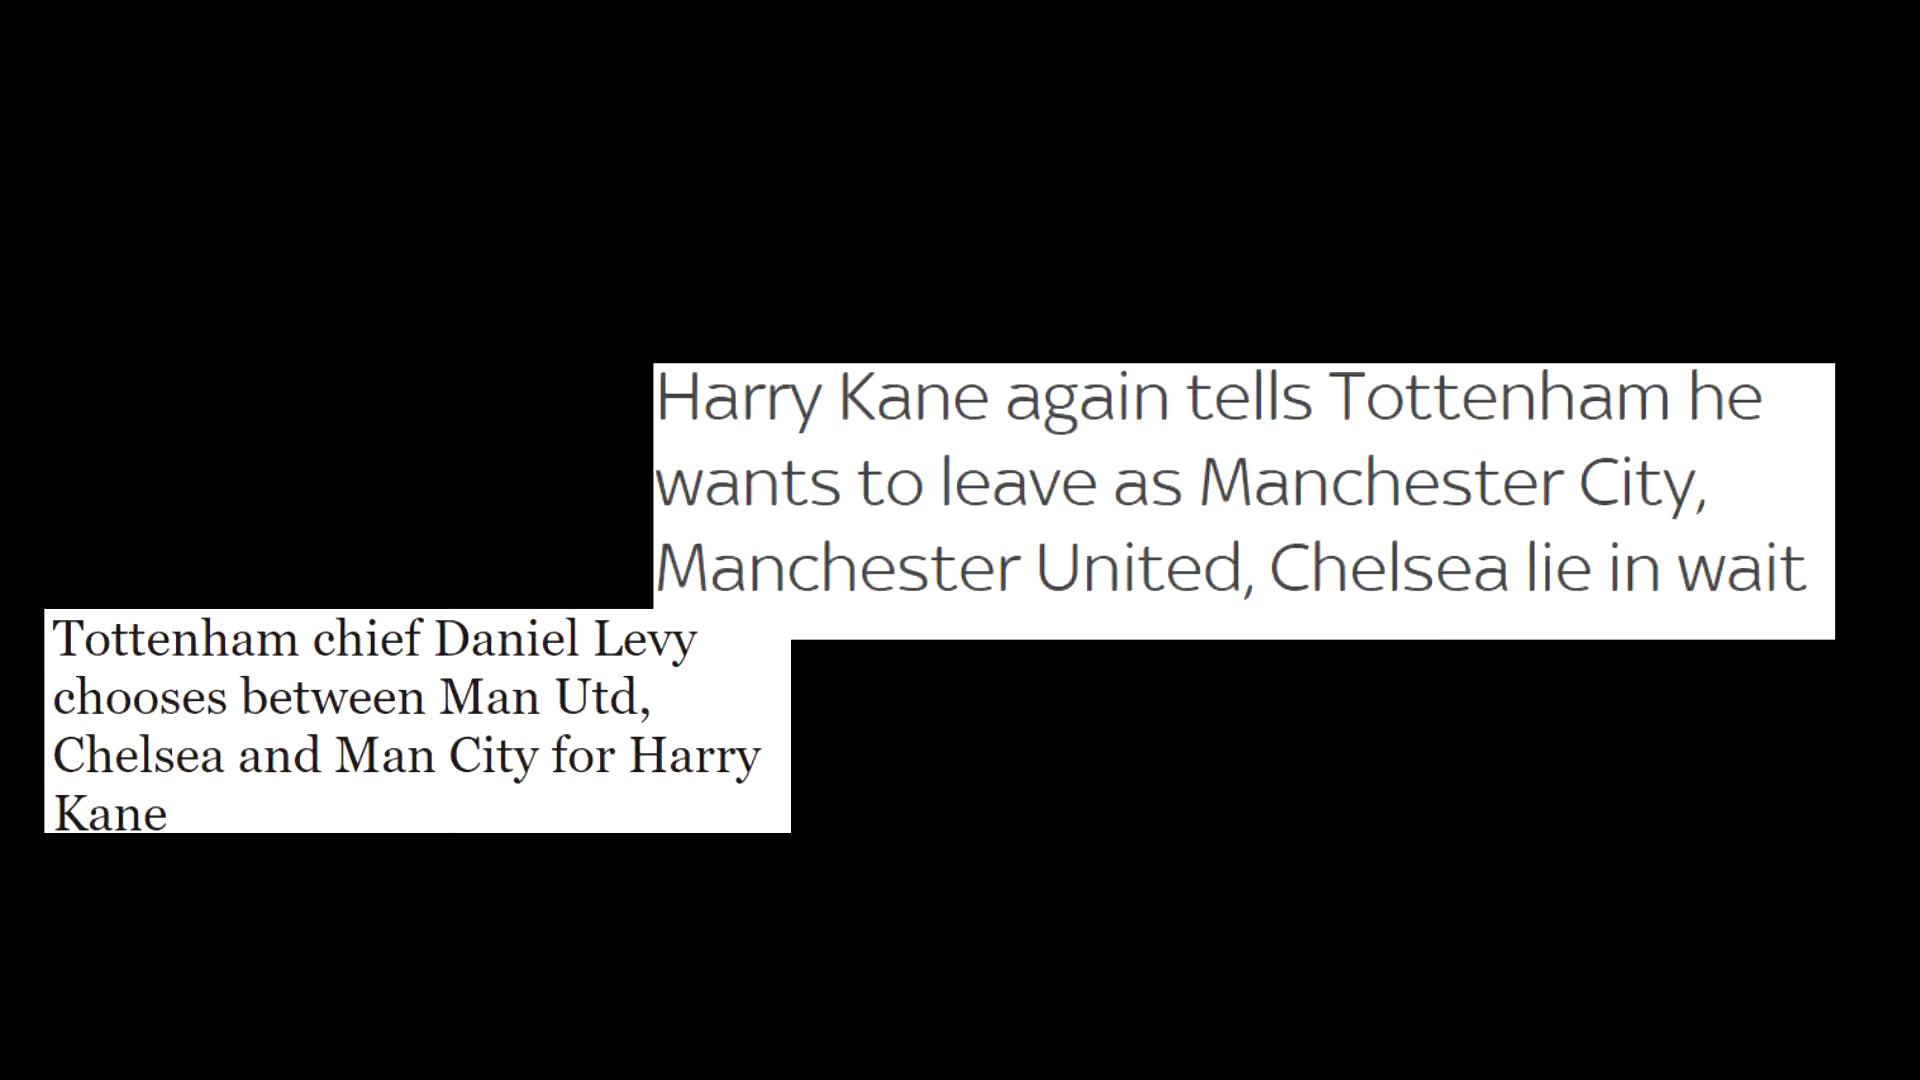 Harry Kane again tells Tottenham he
wants to leave as Manchester City,
Manchester United, Chelsea lie in wait
Tottenham chief Daniel Levy
chooses between Man Utd,
Chelsea and Man City for Harry
Kane